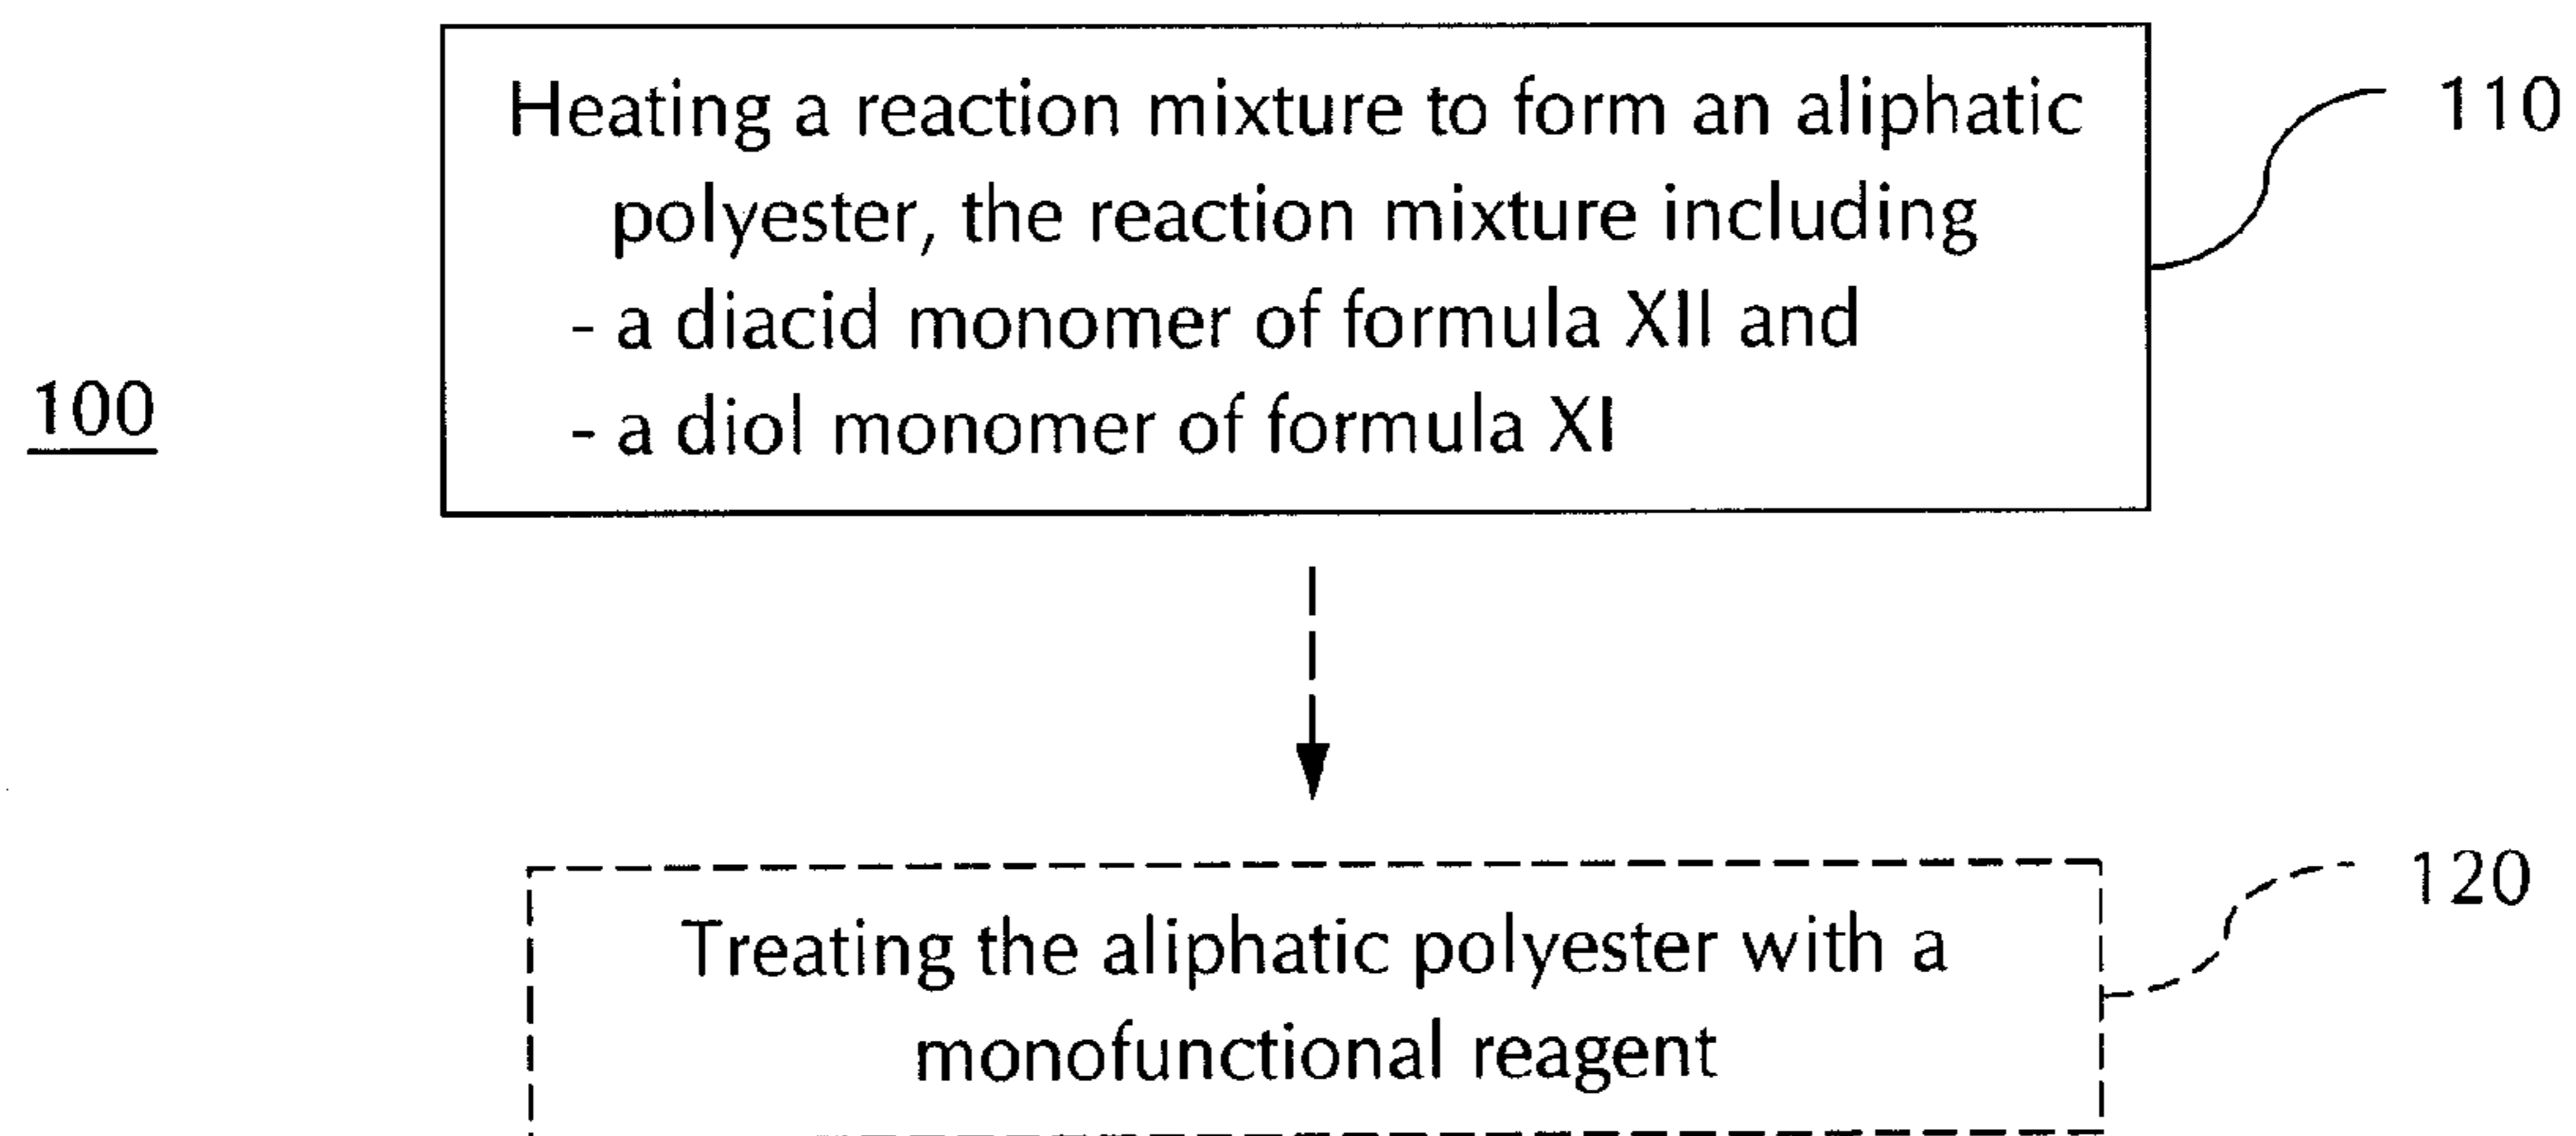 Heating a reaction mixture to form an aliphatic
polyester, the reaction mixture including
- a diacid monomer of formula XII and
- a diol monomer of formula XI
110
100
Treating the aliphatic polyester with a
monofunctional reagent
120